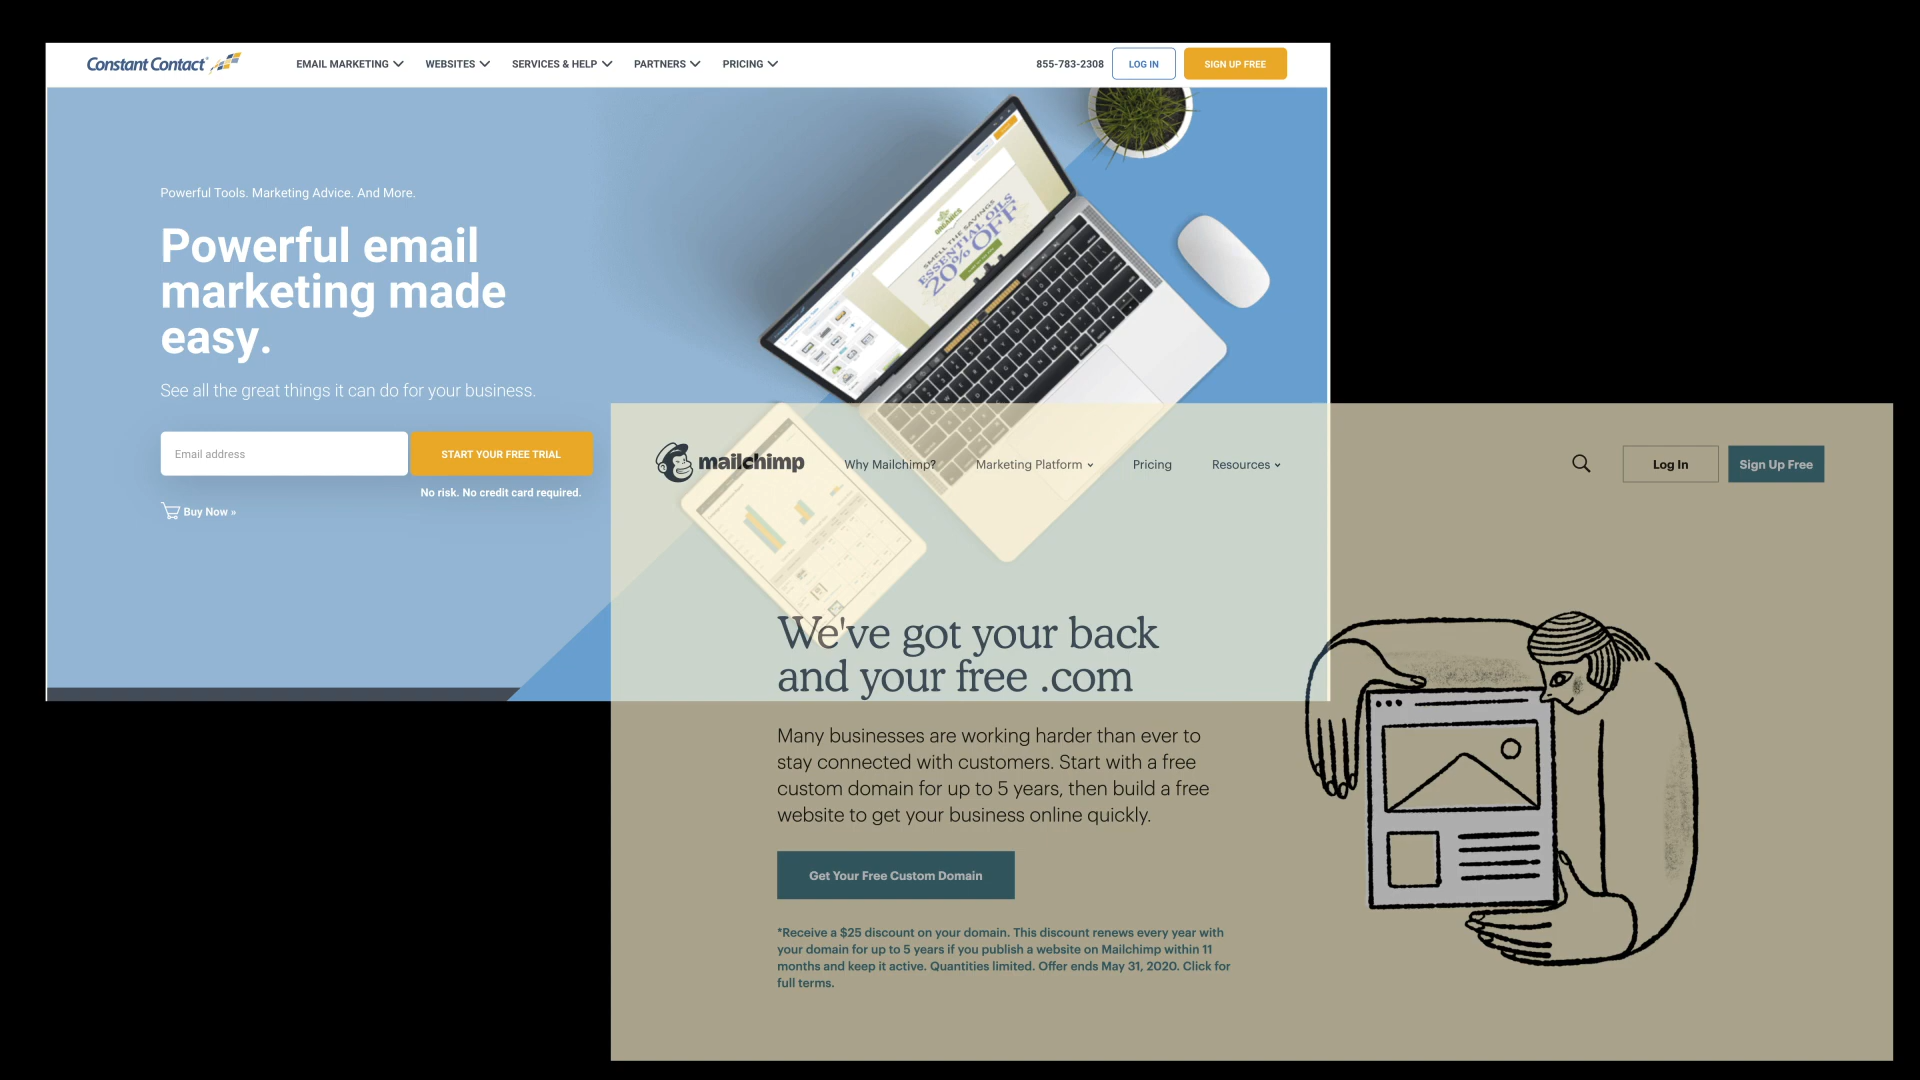 Constant Contact
EMAIL MARKETING
WEBSITES
SERVICES & HELP
PARTNERS
PRICING
855-783-2308
LOG IN
SIGN UP FREE
Powerful Tools. Marketing Advice. And More.
Powerful email
marketing made
easy.
See all the great things it can do for your business.
Email address
START YOUR FREE TRIAL
No risk. No credit card required.
Buy Now »
ORGANICS
SMELL THE SAVINGS
ESSENTIAL OILS
20% OFF
mailchimp
Why Mailchimp?
Marketing Platform
Pricing
Resources
Log In
Sign Up Free
We've got your back
and your free .com
Many businesses are working harder than ever to
stay connected with customers. Start with a free
custom domain for up to 5 years, then build a free
website to get your business online quickly.
Get Your Free Custom Domain
*Receive a $25 discount on your domain. This discount renews every year with
your domain for up to 5 years if you publish a website on Mailchimp within 11
months and keep it active. Quantities limited. Offer ends May 31, 2020. Click for
full terms.